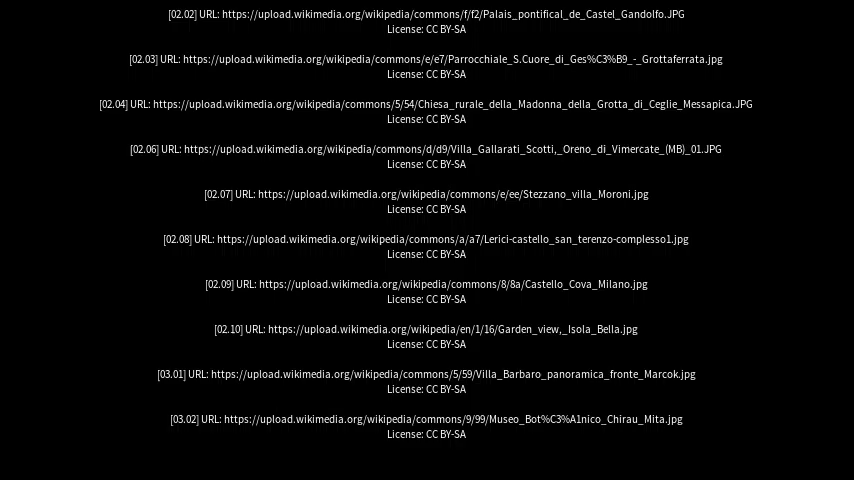 [02.02] URL: https://upload.wikimedia.org/wikipedia/commons/f/f2/Palais_pontifical_de_Castel_Gandolfo.JPG
License: CC BY-SA
[02.03] URL: https://upload.wikimedia.org/wikipedia/commons/e/e7/Parrocchiale_S.Cuore_di_Ges%C3%B9_-_Grottaferrata.jpg
License: CC BY-SA
[02.04] URL: https://upload.wikimedia.org/wikipedia/commons/5/54/Chiesa_rurale_della_Madonna_della_Grotta_di_Ceglie_Messapica.JPG
License: CC BY-SA
[02.06] URL: https://upload.wikimedia.org/wikipedia/commons/d/d9/Villa_Gallarati_Scotti,_Oreno_di_Vimercate_(MB)_01.JPG
License: CC BY-SA
[02.07] URL: https://upload.wikimedia.org/wikipedia/commons/e/ee/Stezzano_villa_Moroni.jpg
License: CC BY-SA
[02.08] URL: https://upload.wikimedia.org/wikipedia/commons/a/a7/Lerici-castello_san_terenzo-complesso1.jpg
License: CC BY-SA
[02.09] URL: https://upload.wikimedia.org/wikipedia/commons/8/8a/Castello_Cova_Milano.jpg
License: CC BY-SA
[02.10] URL: https://upload.wikimedia.org/wikipedia/en/1/16/Garden_view,_Isola_Bella.jpg
License: CC BY-SA
[03.01] URL: https://upload.wikimedia.org/wikipedia/commons/5/59/Villa_Barbaro_panoramica_fronte_Marcok.jpg
License: CC BY-SA
[03.02] URL: https://upload.wikimedia.org/wikipedia/commons/9/99/Museo_Bot%C3%A1nico_Chirau_Mita.jpg
License: CC BY-SA